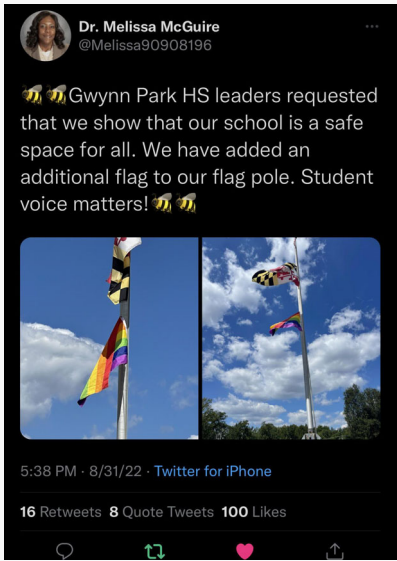 Dr. Melissa McGuire
@Melissa90908196
🐝🐝Gwynn Park HS leaders requested
that we show that our school is a safe
space for all. We have added an
additional flag to our flag pole. Student
voice matters!🐝🐝
5:38 PM · 8/31/22 · Twitter for iPhone
16 Retweets 8 Quote Tweets 100 Likes